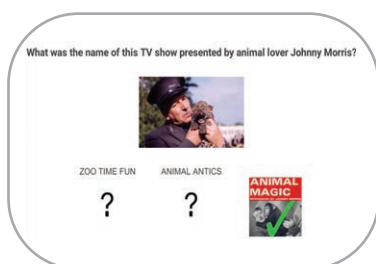 What was the name of this TV show presented by animal lover Johnny Morris?
ZOO TIME FUN
ANIMAL ANTICS
?
?
ANIMAL
MAGIC